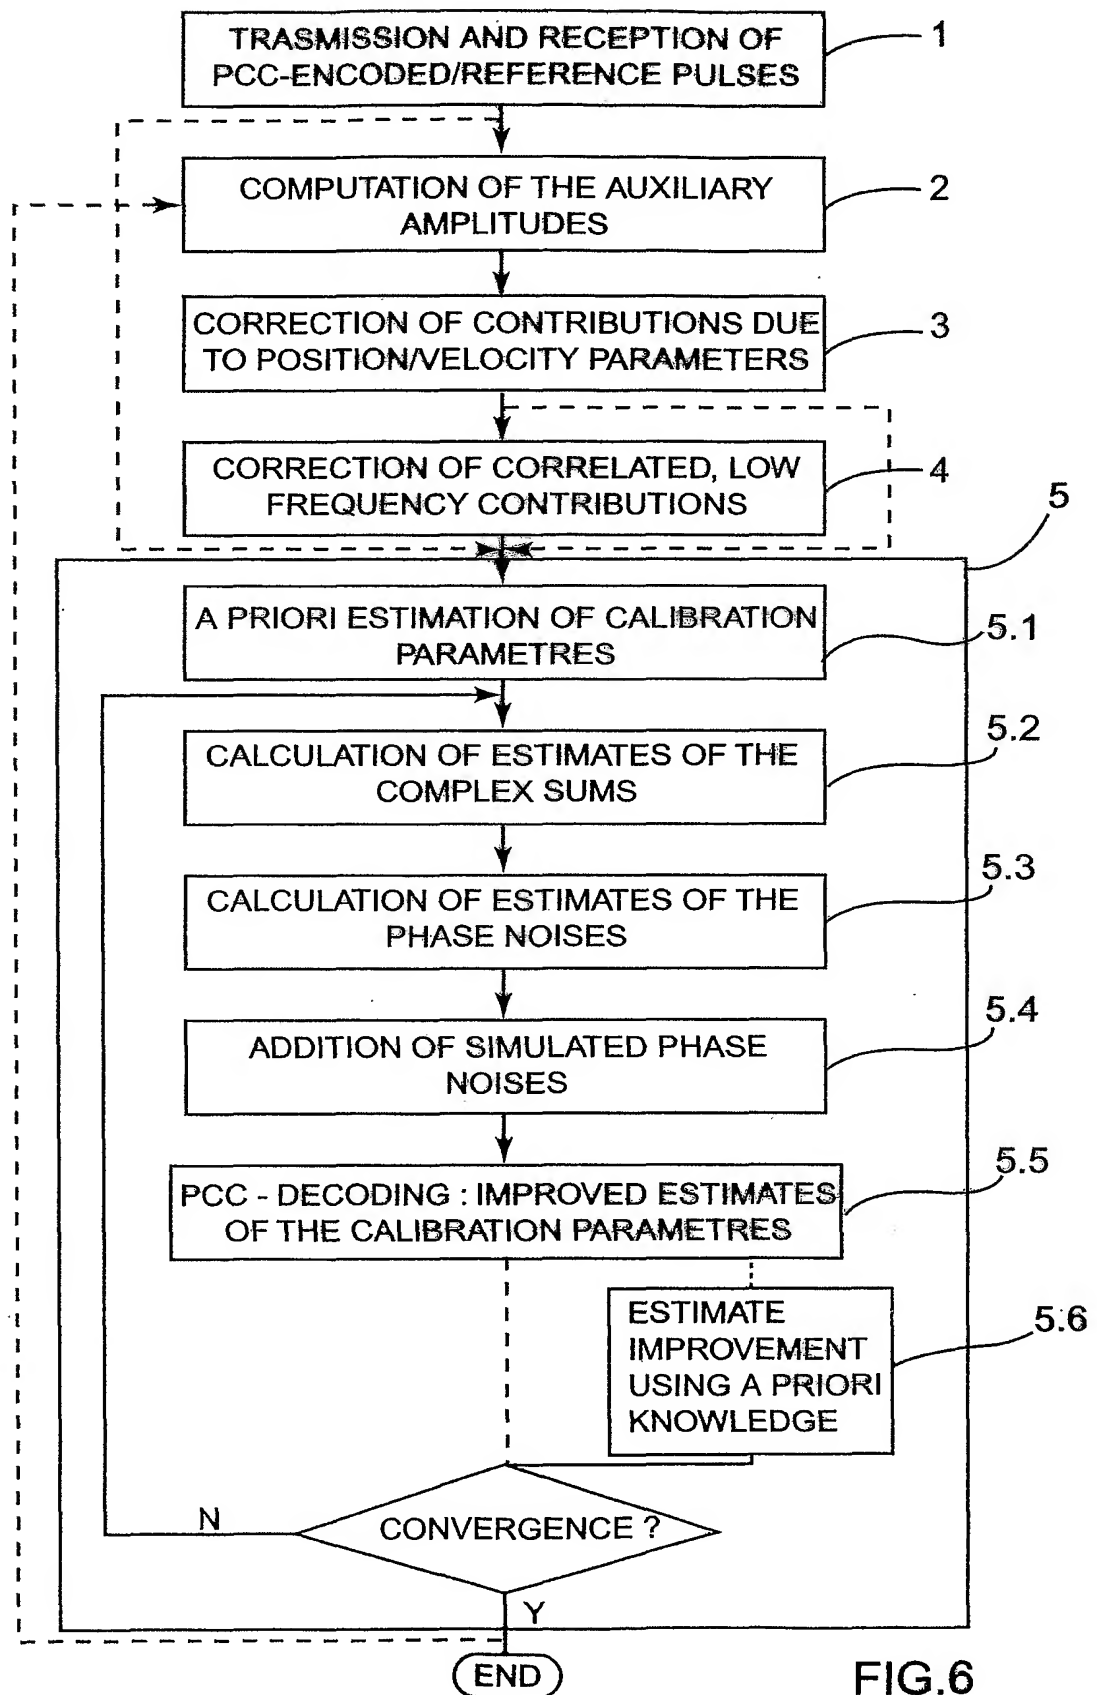 TRASMISSION AND RECEPTION OF
PCC-ENCODED/REFERENCE PULSES
1
COMPUTATION OF THE AUXILIARY
AMPLITUDES
2
CORRECTION OF CONTRIBUTIONS DUE
TO POSITION/VELOCITY PARAMETERS
3
CORRECTION OF CORRELATED, LOW
FREQUENCY CONTRIBUTIONS
4
5
A PRIORI ESTIMATION OF CALIBRATION
PARAMETRES
5.1
CALCULATION OF ESTIMATES OF THE
COMPLEX SUMS
5.2
CALCULATION OF ESTIMATES OF THE
PHASE NOISES
5.3
ADDITION OF SIMULATED PHASE
NOISES
5.4
PCC - DECODING : IMPROVED ESTIMATES
OF THE CALIBRATION PARAMETRES
5.5
ESTIMATE
IMPROVEMENT
USING A PRIORI
KNOWLEDGE
5.6
CONVERGENCE ?
N
Y
END
FIG.6